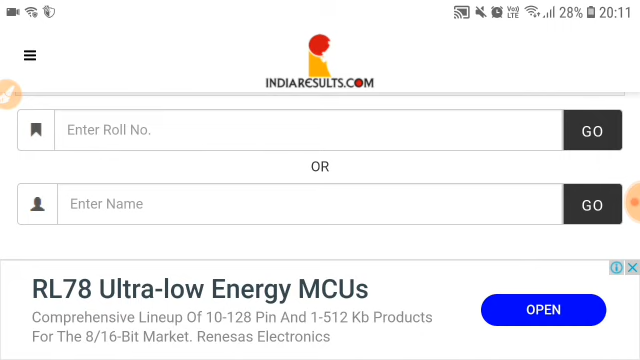 Vo))
LTE 28% 20:11
INDIARESULTS.COM
Enter Roll No. GO
OR
Enter Name GO
RL78 Ultra-low Energy MCUs
Comprehensive Lineup Of 10-128 Pin And 1-512 Kb Products
For The 8/16-Bit Market. Renesas Electronics
OPEN